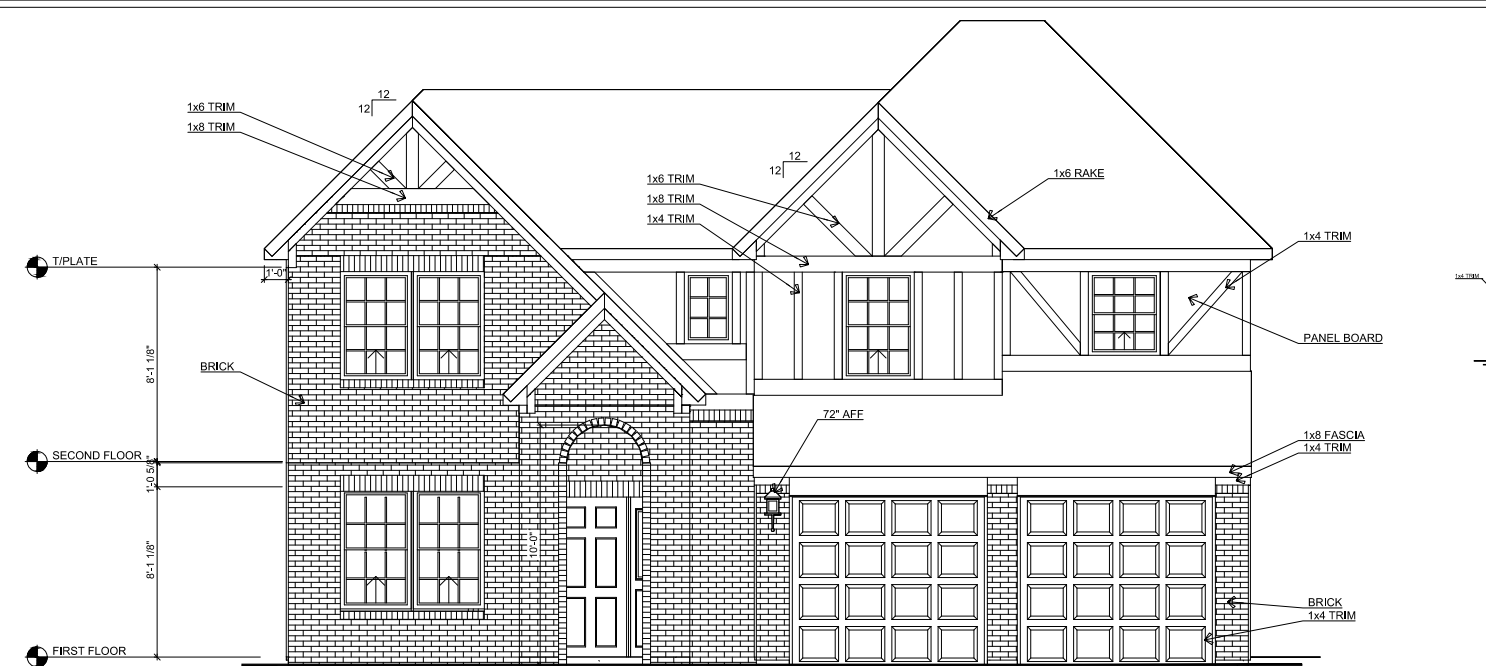 12
12
1x6 TRIM
1x8 TRIM
12
12
1x6 TRIM
1x8 TRIM
1x4 TRIM
1x6 RAKE
1x4 TRIM
T/PLATE
1'-0"
1x4 TRIM
8'-1 1/8"
PANEL BOARD
BRICK
72" AFF
SECOND FLOOR
1'-0 5/8"
1x8 FASCIA
1x4 TRIM
8'-1 1/8"
10'-0"
BRICK
1x4 TRIM
FIRST FLOOR